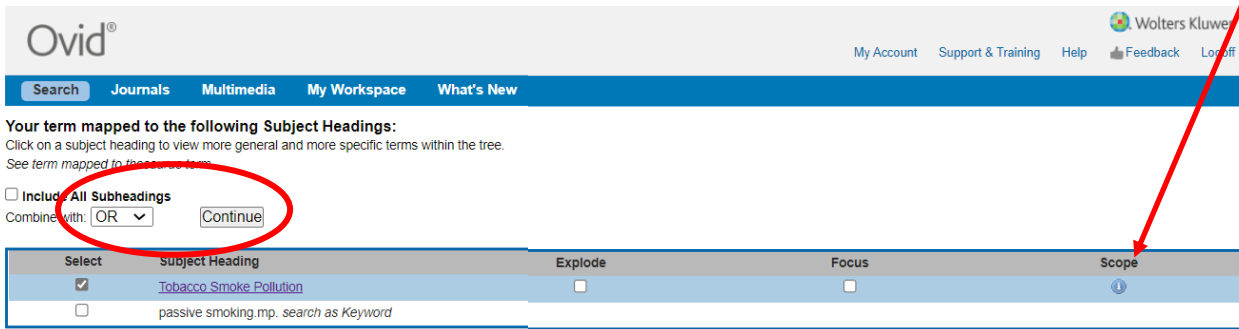 Ovid®
Wolters Kluwer
My Account Support & Training Help Feedback Logoff
Search Journals Multimedia My Workspace What's New
Your term mapped to the following Subject Headings:
Click on a subject heading to view more general and more specific terms within the tree.
See term mapped to thesaurus term
Include All Subheadings
Combine with: OR Continue
Select Subject Heading Explode Focus Scope
Tobacco Smoke Pollution
passive smoking.mp. search as Keyword